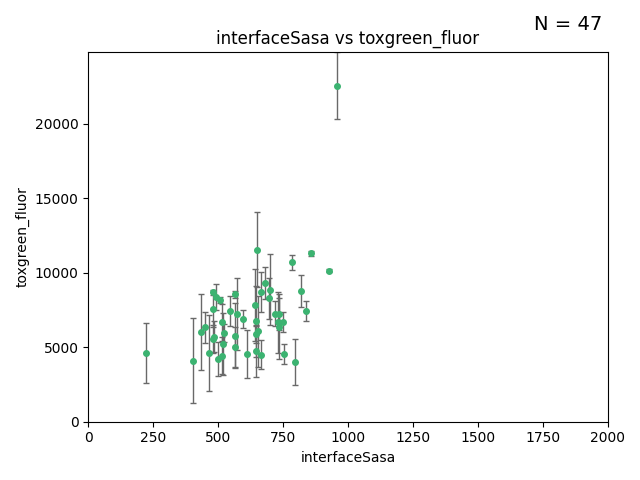 N = 47
interfaceSasa vs toxgreen_fluor
toxgreen_fluor
20000
15000
10000
5000
0
0 250 500 750 1000 1250 1500 1750 2000
interfaceSasa